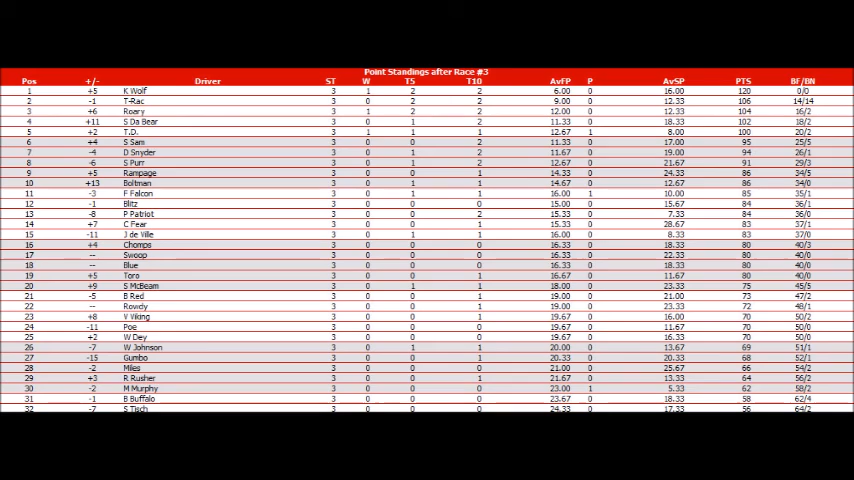 Point Standings after Race #3
Pos +/- Driver ST W T5 T10 AvFP P AvSP PTS BF/BN
1 +5 K Wolf 3 1 2 2 6.00 0 16.00 120 0/0
2 -1 T-Rac 3 0 2 2 9.00 0 12.33 106 14/14
3 +6 Roary 3 1 2 2 12.00 0 12.33 104 16/2
4 +11 S Da Bear 3 0 1 2 11.33 0 18.33 102 18/2
5 +2 T.D. 3 1 1 1 12.67 1 8.00 100 20/2
6 +4 S Sam 3 0 0 2 11.33 0 17.00 95 25/5
7 -4 D Snyder 3 0 1 2 11.67 0 19.00 94 26/1
8 -6 S Purr 3 0 1 2 12.67 0 21.67 91 29/3
9 +5 Rampage 3 0 0 1 14.33 0 24.33 86 34/5
10 +13 Boltman 3 0 1 1 14.67 0 12.67 86 34/0
11 -3 F Falcon 3 0 1 1 16.00 1 10.00 85 35/1
12 -1 Blitz 3 0 0 0 15.00 0 15.67 84 36/1
13 -8 P Patriot 3 0 0 2 15.33 0 7.33 84 36/0
14 +7 C Fear 3 0 0 1 15.33 0 28.67 83 37/1
15 -11 J de Ville 3 0 1 1 16.00 0 8.33 83 37/0
16 +4 Chomps 3 0 0 0 16.33 0 18.33 80 40/3
17 -- Swoop 3 0 0 0 16.33 0 22.33 80 40/0
18 -- Blue 3 0 0 0 16.33 0 18.33 80 40/0
19 +5 Toro 3 0 0 1 16.67 0 11.67 80 40/0
20 +9 S McBeam 3 0 1 1 18.00 0 23.33 75 45/5
21 -5 B Red 3 0 0 1 19.00 0 21.00 73 47/2
22 -- Rowdy 3 0 0 1 19.00 0 23.33 72 48/1
23 +8 V Viking 3 0 0 1 19.67 0 16.00 70 50/2
24 -11 Poe 3 0 0 0 19.67 0 11.67 70 50/0
25 +2 W Dey 3 0 0 0 19.67 0 16.33 70 50/0
26 -7 W Johnson 3 0 1 1 20.00 0 13.67 69 51/1
27 -15 Gumbo 3 0 0 1 20.33 0 20.33 68 52/1
28 -2 Miles 3 0 0 0 21.00 0 25.67 66 54/2
29 +3 R Rusher 3 0 0 1 21.67 0 13.33 64 56/2
30 -2 M Murphy 3 0 0 0 23.00 1 5.33 62 58/2
31 -1 B Buffalo 3 0 0 0 23.67 0 18.33 58 62/4
32 -7 S Tisch 3 0 0 0 24.33 0 17.33 56 64/2